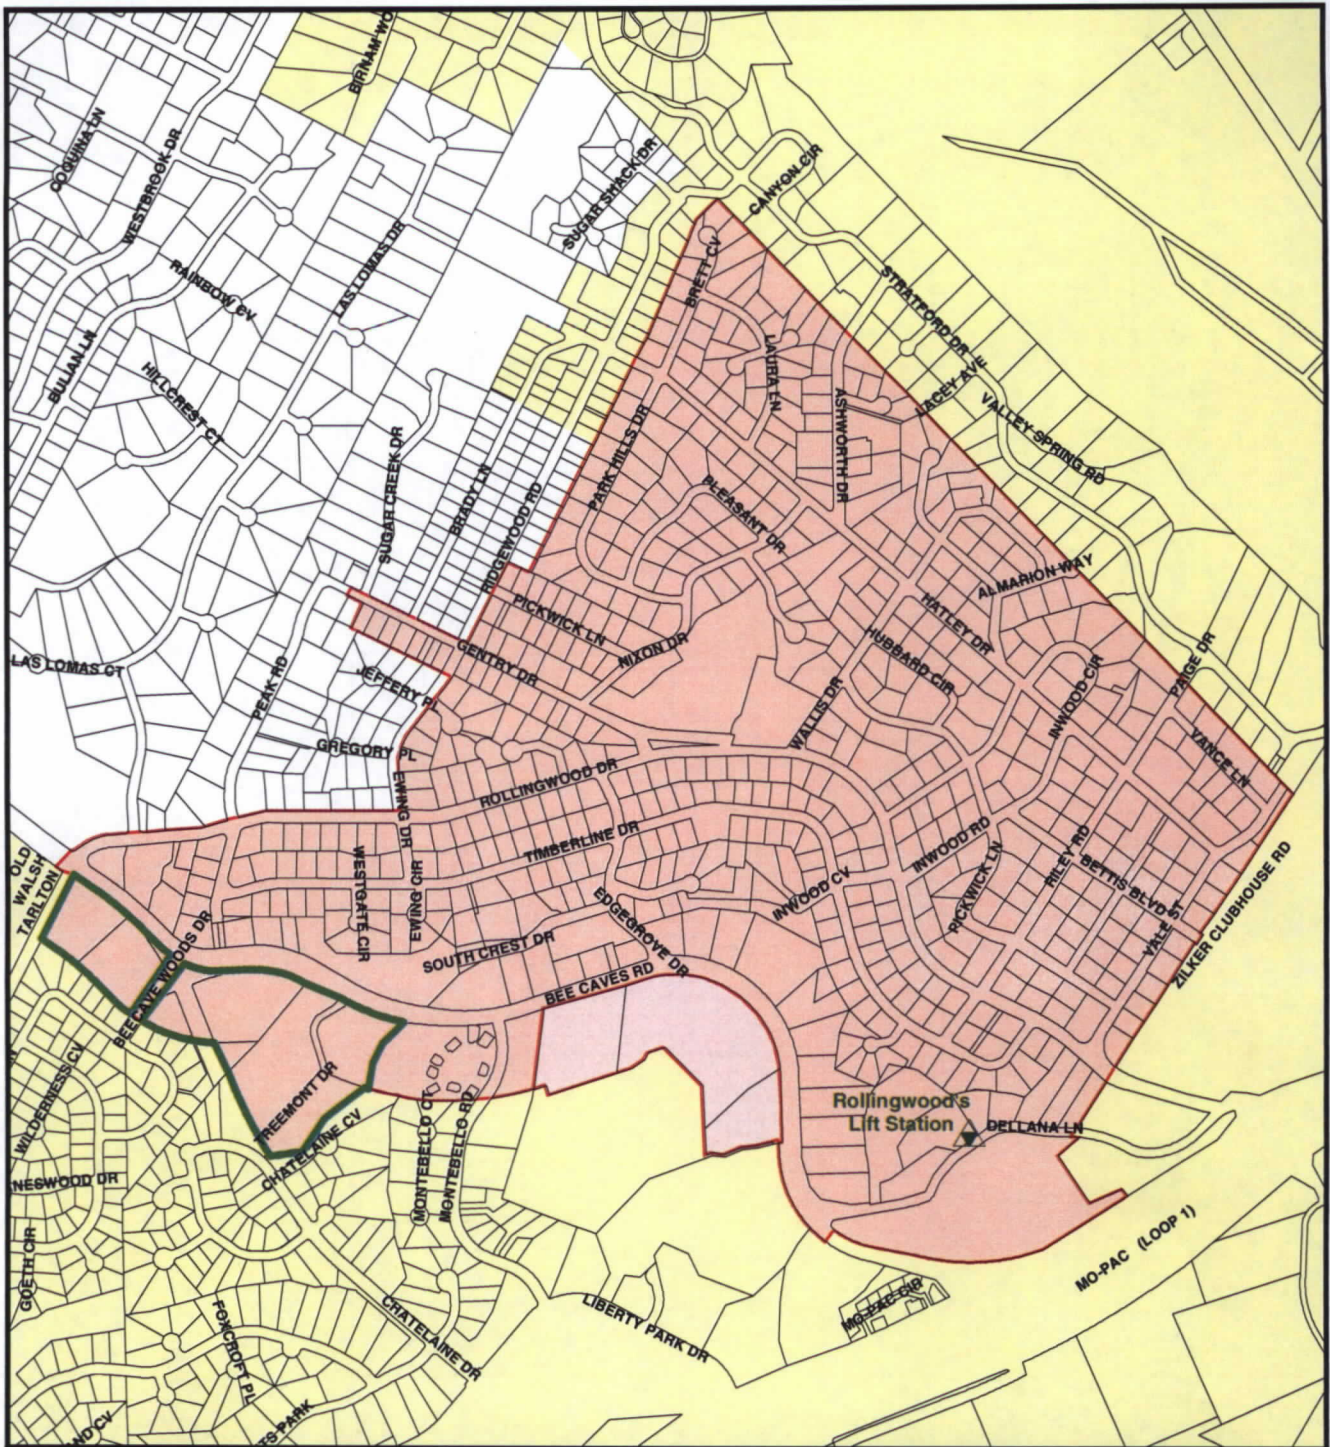 BIRNAM WO
COQUINA LN
WESTBROOK DR
SUGAR SHACK DR
CANYON CIR
LAS LOMAS DR
RAINBOW CV
BRETT CV
STRATFORD DR
BULIAN LN
HILLCREST CT
LAURA LN
LACEY AVE
ASHWORTH DR
VALLEY SPRING RD
SUGAR CREEK DR
BRADY LN
RIDGEWOOD RD
PARK HILLS DR
PLEASANT DR
ALMARION WAY
PICKWICK LN
HATLEY DR
NIXON DR
HUBBARD CIR
GENTRY DR
LAS LOMAS CT
PEAK RD
JEFFERY PL
WALLIS DR
INWOOD CIR
PAIGE DR
GREGORY PL
VANCE LN
EWING DR
ROLLINGWOOD DR
TIMBERLINE DR
OLD
WALSH
TARLTON
WESTGATE CIR
EWING CIR
INWOOD RD
RILEY RD
BETTIS BLVD
PICKWICK LN
INWOOD CV
EDGEGROVE DR
SOUTH CREST DR
VALE ST
ZILKER CLUBHOUSE RD
BEECAVE WOODS DR
BEE CAVES RD
WILDERNESS CV
TREEMONT DR
CHATELAINE CV
MONTEBELLO CT
MONTEBELLO RD
Rollingwood's
Lift Station
DELLANA LN
NESWOOD DR
GOETH CIR
MO-PAC (LOOP 1)
MO-PAC CIR
LIBERTY PARK DR
CHATELAINE DR
FOXCROFT PL
TS PARK
AND CV